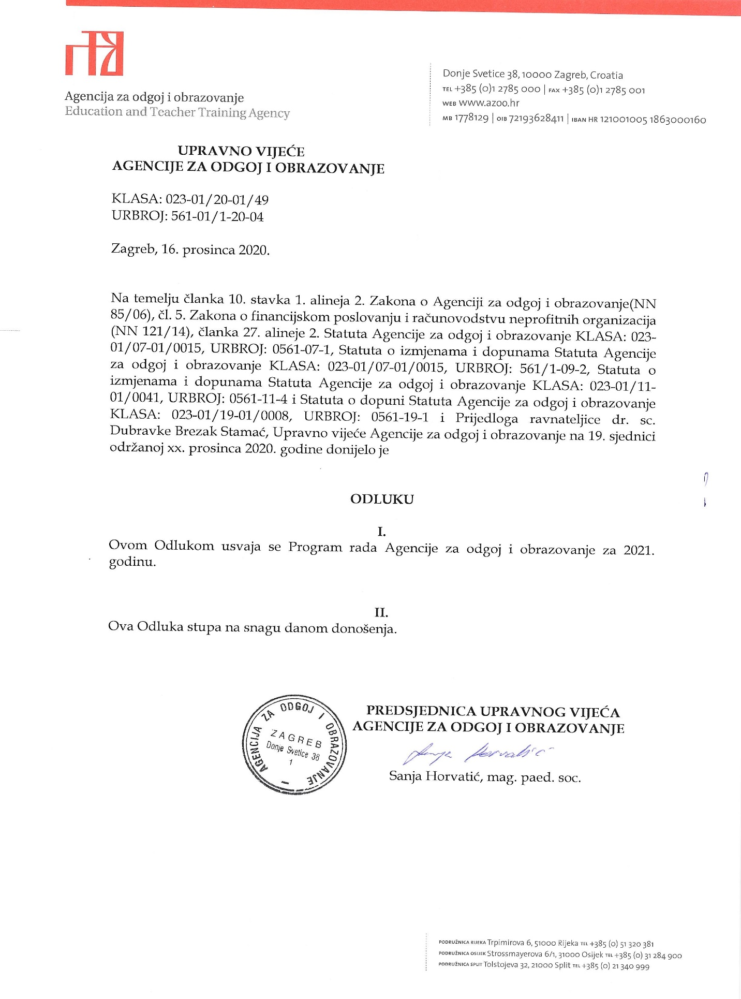 Agencija za odgoj i obrazovanje
Education and Teacher Training Agency
Donje Svetice 38, 10000 Zagreb, Croatia
TEL +385 (0)1 2785 000 | FAX +385 (0)1 2785 001
WEB www.azoo.hr
MB 1778129 | OIB 72193628411 | IBAN HR 121001005 1863000160
UPRAVNO VIJEĆE
AGENCIJE ZA ODGOJ I OBRAZOVANJE
KLASA: 023-01/20-01/49
URBROJ: 561-01/1-20-04
Zagreb, 16. prosinca 2020.
Na temelju članka 10. stavka 1. alineja 2. Zakona o Agenciji za odgoj i obrazovanje(NN
85/06), čl. 5. Zakona o financijskom poslovanju i računovodstvu neprofitnih organizacija
(NN 121/14), članka 27. alineje 2. Statuta Agencije za odgoj i obrazovanje KLASA: 023-
01/07-01/0015, URBROJ: 0561-07-1, Statuta o izmjenama i dopunama Statuta Agencije
za odgoj i obrazovanje KLASA: 023-01/07-01/0015, URBROJ: 561/1-09-2, Statuta o
izmjenama i dopunama Statuta Agencije za odgoj i obrazovanje KLASA: 023-01/11-
01/0041, URBROJ: 0561-11-4 i Statuta o dopuni Statuta Agencije za odgoj i obrazovanje
KLASA: 023-01/19-01/0008, URBROJ: 0561-19-1 i Prijedloga ravnateljice dr. sc.
Dubravke Brezak Stamać, Upravno vijeće Agencije za odgoj i obrazovanje na 19. sjednici
održanoj xx. prosinca 2020. godine donijelo je
ODLUKU
I.
Ovom Odlukom usvaja se Program rada Agencije za odgoj i obrazovanje za 2021.
godinu.
II.
Ova Odluka stupa na snagu danom donošenja.
AGENCIJA ZA ODGOJ I OBRAZOVANJE
ZAGREB
Donje Svetice 38
1
PREDSJEDNICA UPRAVNOG VIJEĆA
AGENCIJE ZA ODGOJ I OBRAZOVANJE
Sanja Horvatić
Sanja Horvatić, mag. paed. soc.
PODRUŽNICA RIJEKA Trpimirova 6, 51000 Rijeka TEL +385 (0) 51 320 381
PODRUŽNICA OSIJEK Strossmayerova 6/1, 31000 Osijek TEL +385 (0) 31 284 900
PODRUŽNICA SPLIT Tolstojeva 32, 21000 Split TEL +385 (0) 21 340 999